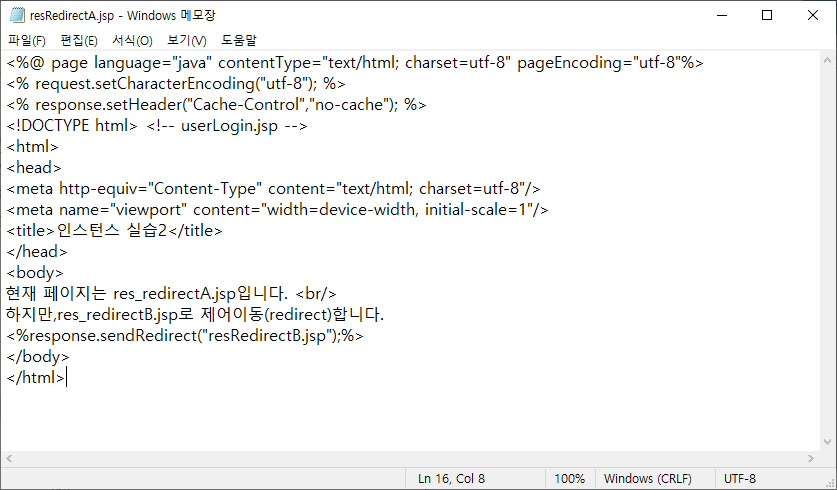 resRedirectA.jsp - Windows 메모장
파일(F) 편집(E) 서식(O) 보기(V) 도움말
<%@ page language="java" contentType="text/html; charset=utf-8" pageEncoding="utf-8"%>
<% request.setCharacterEncoding("utf-8"); %>
<% response.setHeader("Cache-Control","no-cache"); %>
<!DOCTYPE html> <!-- userLogin.jsp -->
<html>
<head>
<meta http-equiv="Content-Type" content="text/html; charset=utf-8"/>
<meta name="viewport" content="width=device-width, initial-scale=1"/>
<title>인스턴스 실습2</title>
</head>
<body>
현재 페이지는 res_redirectA.jsp입니다. <br/>
하지만,res_redirectB.jsp로 제어이동(redirect)합니다.
<%response.sendRedirect("resRedirectB.jsp");%>
</body>
</html>
Ln 16, Col 8 100% Windows (CRLF) UTF-8